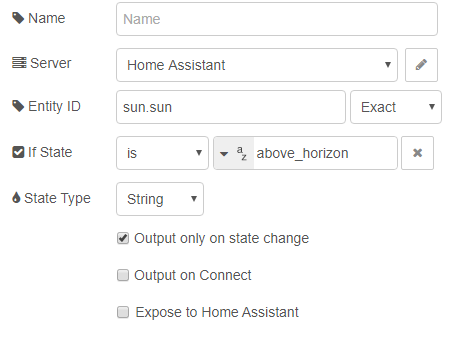 Name Name
Server Home Assistant
Entity ID sun.sun Exact
If State is az above_horizon
State Type String
Output only on state change
Output on Connect
Expose to Home Assistant